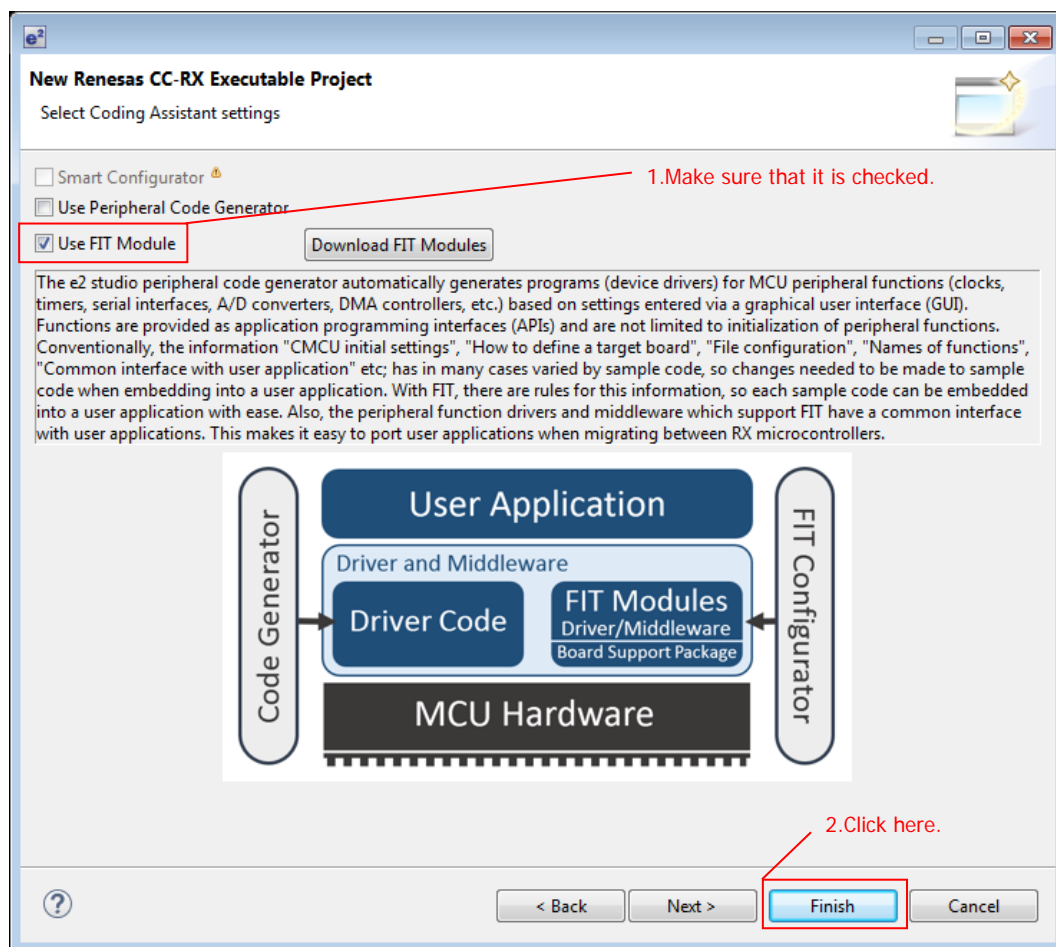 e²
New Renesas CC-RX Executable Project
Select Coding Assistant settings
Smart Configurator
1.Make sure that it is checked.
Use Peripheral Code Generator
Use FIT Module
Download FIT Modules
The e2 studio peripheral code generator automatically generates programs (device drivers) for MCU peripheral functions (clocks,
timers, serial interfaces, A/D converters, DMA controllers, etc.) based on settings entered via a graphical user interface (GUI).
Functions are provided as application programming interfaces (APIs) and are not limited to initialization of peripheral functions.
Conventionally, the information "CMCU initial settings", "How to define a target board", "File configuration", "Names of functions",
"Common interface with user application" etc; has in many cases varied by sample code, so changes needed to be made to sample
code when embedding into a user application. With FIT, there are rules for this information, so each sample code can be embedded
into a user application with ease. Also, the peripheral function drivers and middleware which support FIT have a common interface
with user applications. This makes it easy to port user applications when migrating between RX microcontrollers.
Code Generator
User Application
Driver and Middleware
Driver Code
FIT Modules
Driver/Middleware
Board Support Package
MCU Hardware
FIT Configurator
2.Click here.
?
< Back
Next >
Finish
Cancel